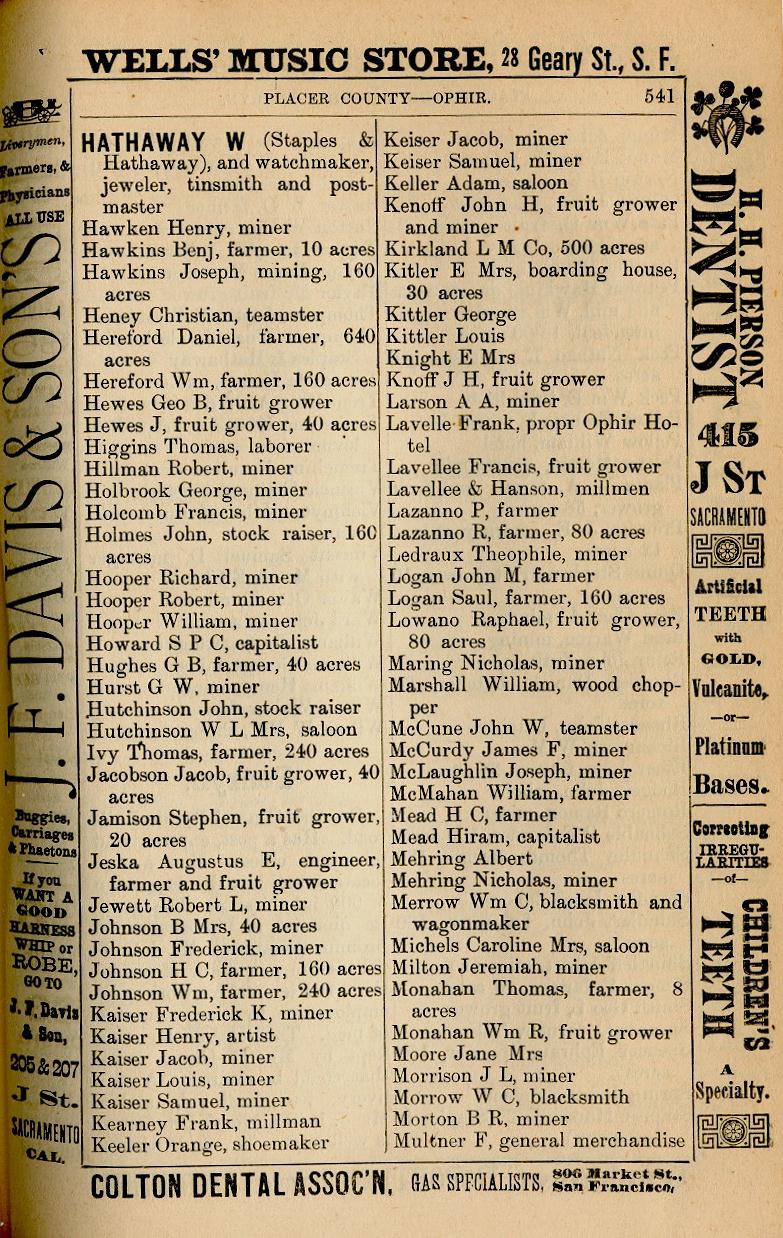 WELLS' MUSIC STORE, 28 Geary St., S. F.
PLACER COUNTY—OPHIR. 541
HATHAWAY W (Staples &
Hathaway), and watchmaker,
jeweler, tinsmith and post-
master
Hawken Henry, miner
Hawkins Benj, farmer, 10 acres
Hawkins Joseph, mining, 160
acres
Heney Christian, teamster
Hereford Daniel, farmer, 640
acres
Hereford Wm, farmer, 160 acres
Hewes Geo B, fruit grower
Hewes J, fruit grower, 40 acres
Higgins Thomas, laborer
Hillman Robert, miner
Holbrook George, miner
Holcomb Francis, miner
Holmes John, stock raiser, 160
acres
Hooper Richard, miner
Hooper Robert, miner
Hooper William, miner
Howard S P C, capitalist
Hughes G B, farmer, 40 acres
Hurst G W, miner
Hutchinson John, stock raiser
Hutchinson W L Mrs, saloon
Ivy Thomas, farmer, 240 acres
Jacobson Jacob, fruit grower, 40
acres
Jamison Stephen, fruit grower,
20 acres
Jeska Augustus E, engineer,
farmer and fruit grower
Jewett Robert L, miner
Johnson B Mrs, 40 acres
Johnson Frederick, miner
Johnson H C, farmer, 160 acres
Johnson Wm, farmer, 240 acres
Kaiser Frederick K, miner
Kaiser Henry, artist
Kaiser Jacob, miner
Kaiser Louis, miner
Kaiser Samuel, miner
Kearney Frank, millman
Keeler Orange, shoemaker
Keiser Jacob, miner
Keiser Samuel, miner
Keller Adam, saloon
Kenoff John H, fruit grower
and miner
Kirkland L M Co, 500 acres
Kitler E Mrs, boarding house,
30 acres
Kittler George
Kittler Louis
Knight E Mrs
Knoff J H, fruit grower
Larson A A, miner
Lavelle Frank, propr Ophir Ho-
tel
Lavellee Francis, fruit grower
Lavellee & Hanson, millmen
Lazanno P, farmer
Lazanno R, farmer, 80 acres
Ledraux Theophile, miner
Logan John M, farmer
Logan Saul, farmer, 160 acres
Lowano Raphael, fruit grower,
80 acres
Maring Nicholas, miner
Marshall William, wood chop-
per
McCune John W, teamster
McCurdy James F, miner
McLaughlin Joseph, miner
McMahan William, farmer
Mead H C, farmer
Mead Hiram, capitalist
Mehring Albert
Mehring Nicholas, miner
Merrow Wm C, blacksmith and
wagonmaker
Michels Caroline Mrs, saloon
Milton Jeremiah, miner
Monahan Thomas, farmer, 8
acres
Monahan Wm R, fruit grower
Moore Jane Mrs
Morrison J L, miner
Morrow W C, blacksmith
Morton B R, miner
Multner F, general merchandise
Liverymen,
Farmers, &
Physicians
ALL USE
J. F. DAVIS & SON'S
Buggies,
Carriages
& Phaetons
If you
WANT A
GOOD
HARNESS
WHIP or
ROBE,
GO TO
J. F. Davis
& Son,
205 & 207
J St.
SACRAMENTO
CAL.
H. H. PIERSON
DENTIST
415
J ST
SACRAMENTO
Artificial
TEETH
with
GOLD,
Vulcanite,
—or—
Platinum
Bases.
Correcting
IRREGU-
LARITIES
—of—
CHILDREN'S
TEETH
A
Specialty.
COLTON DENTAL ASSOC'N, GAS SPECIALISTS, 806 Market St.,
San Francisco,